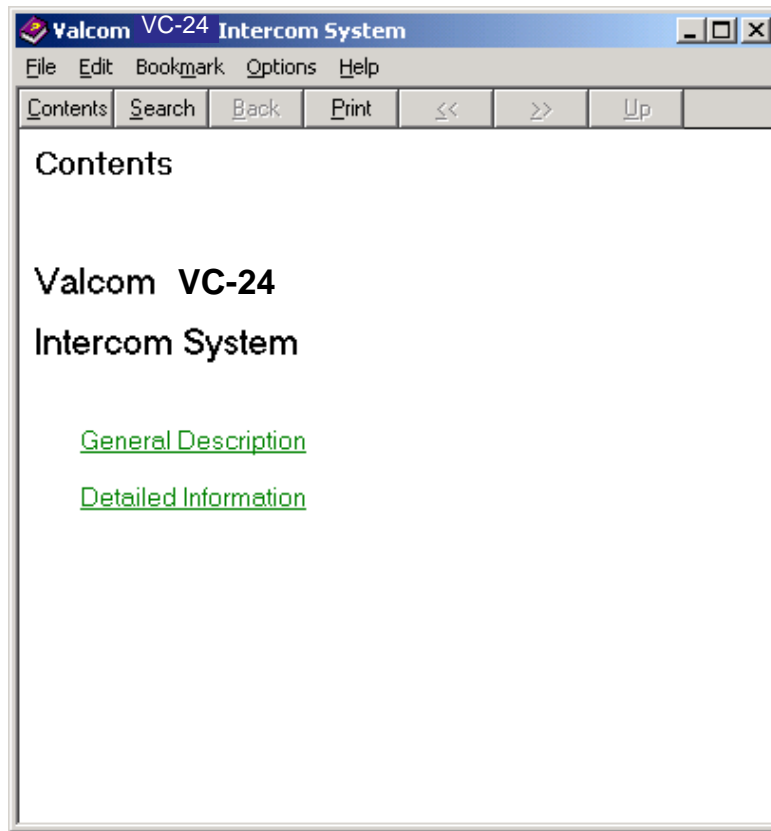 Valcom VC-24 Intercom System
File Edit Bookmark Options Help
Contents Search Back Print << >> Up
Contents
Valcom VC-24
Intercom System
General Description
Detailed Information